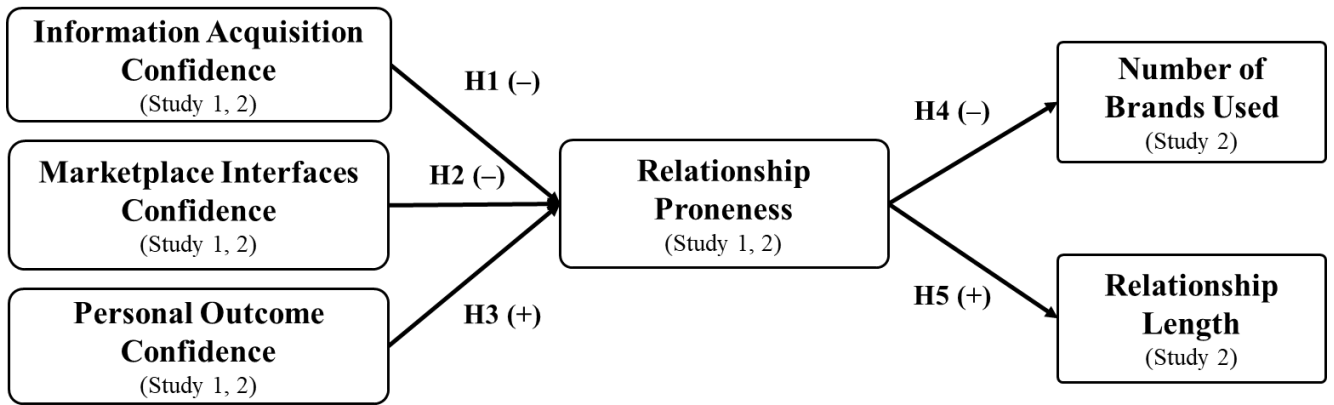 Information Acquisition
Confidence
(Study 1, 2)
H1 (–)
Marketplace Interfaces
Confidence
(Study 1, 2)
H2 (–)
Personal Outcome
Confidence
(Study 1, 2)
H3 (+)
Relationship
Proneness
(Study 1, 2)
H4 (–)
Number of
Brands Used
(Study 2)
H5 (+)
Relationship
Length
(Study 2)